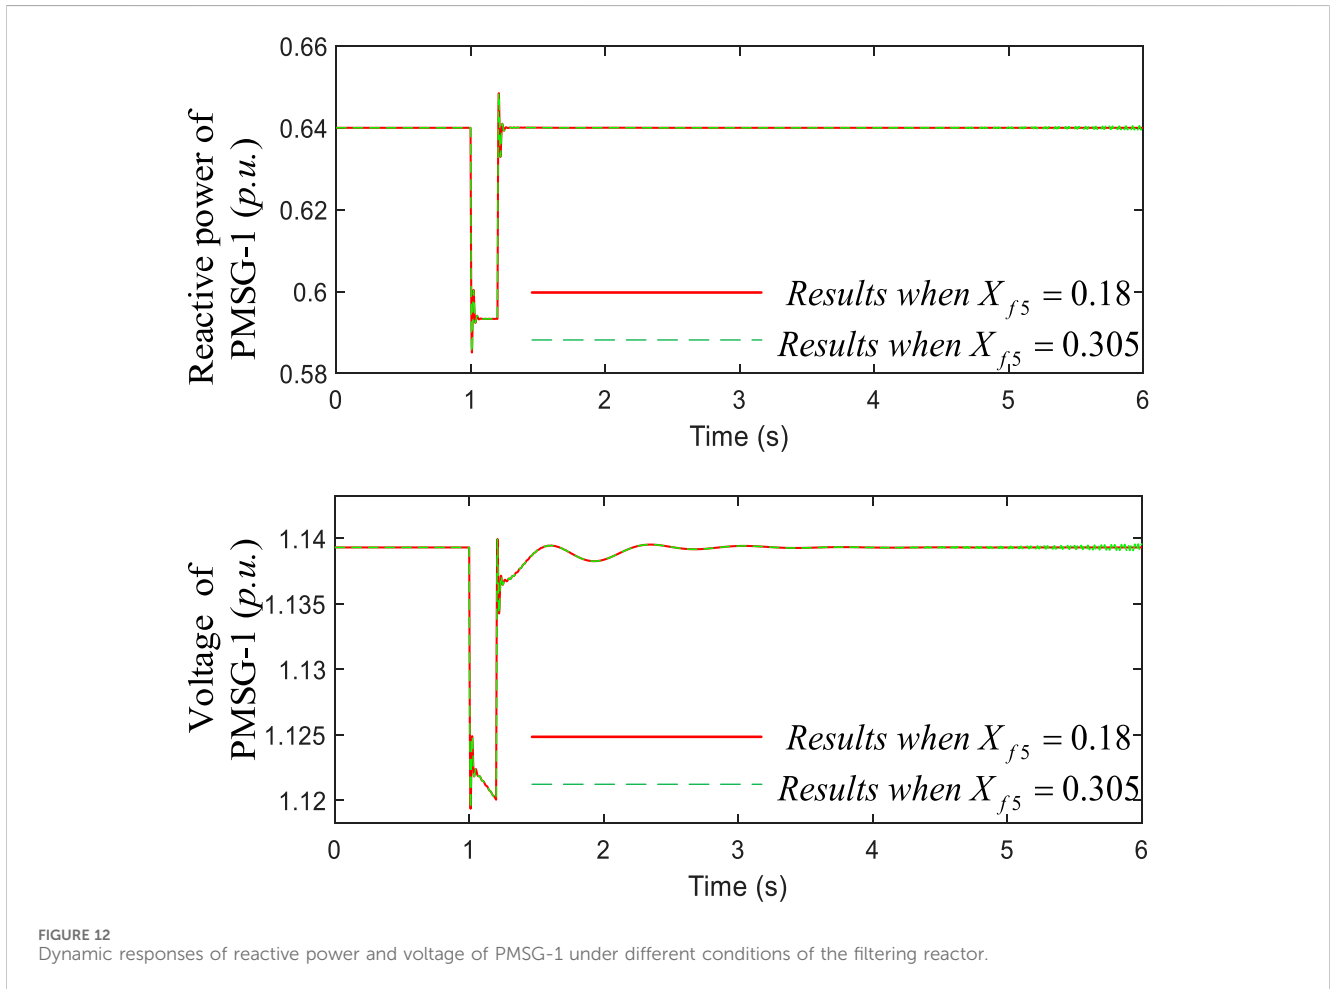 0.66
0.64
0.62
0.6
0.58
Reactive power of
PMSG-1 (p.u.)
Results when X f5 = 0.18
Results when X f5 = 0.305
0 1 2 3 4 5 6
Time (s)
1.14
1.135
1.13
1.125
1.12
Voltage of
PMSG-1 (p.u.)
Results when X f5 = 0.18
Results when X f5 = 0.305
0 1 2 3 4 5 6
Time (s)
FIGURE 12
Dynamic responses of reactive power and voltage of PMSG-1 under different conditions of the filtering reactor.